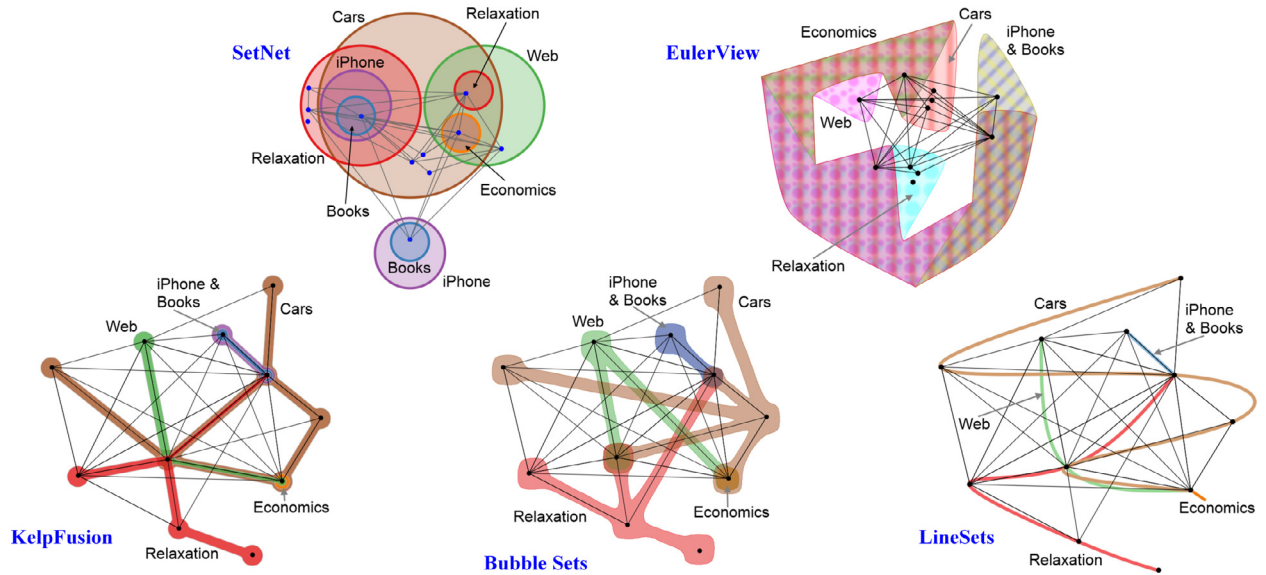 SetNet
Cars
Relaxation
iPhone
Web
Relaxation
Books
Economics
Books
iPhone
EulerView
Economics
Cars
iPhone
& Books
Web
Relaxation
KelpFusion
iPhone &
Books
Cars
Web
Economics
Relaxation
Bubble Sets
iPhone
& Books
Cars
Web
Relaxation
Economics
LineSets
Cars
iPhone
& Books
Web
Economics
Relaxation